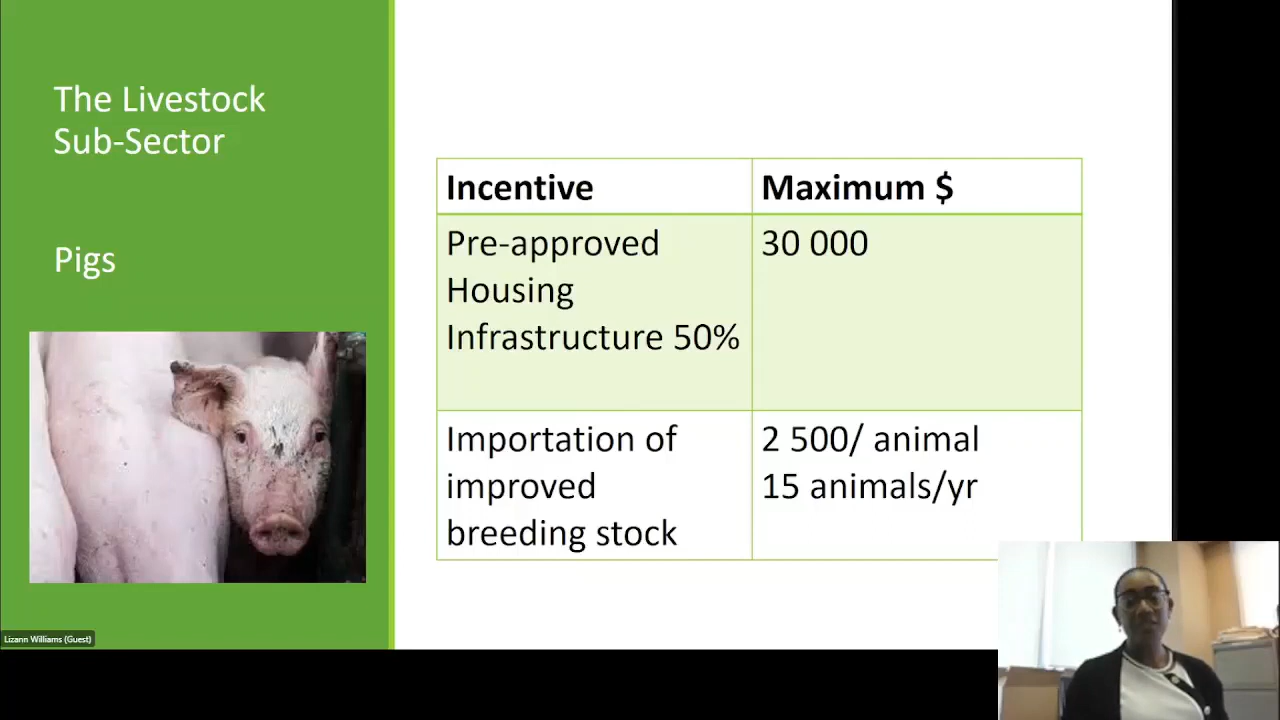 The Livestock
Sub-Sector
Pigs
Incentive
Maximum $
Pre-approved
Housing
Infrastructure 50%
30 000
Importation of
improved
breeding stock
2 500/ animal
15 animals/yr
Lizann Williams (Guest)